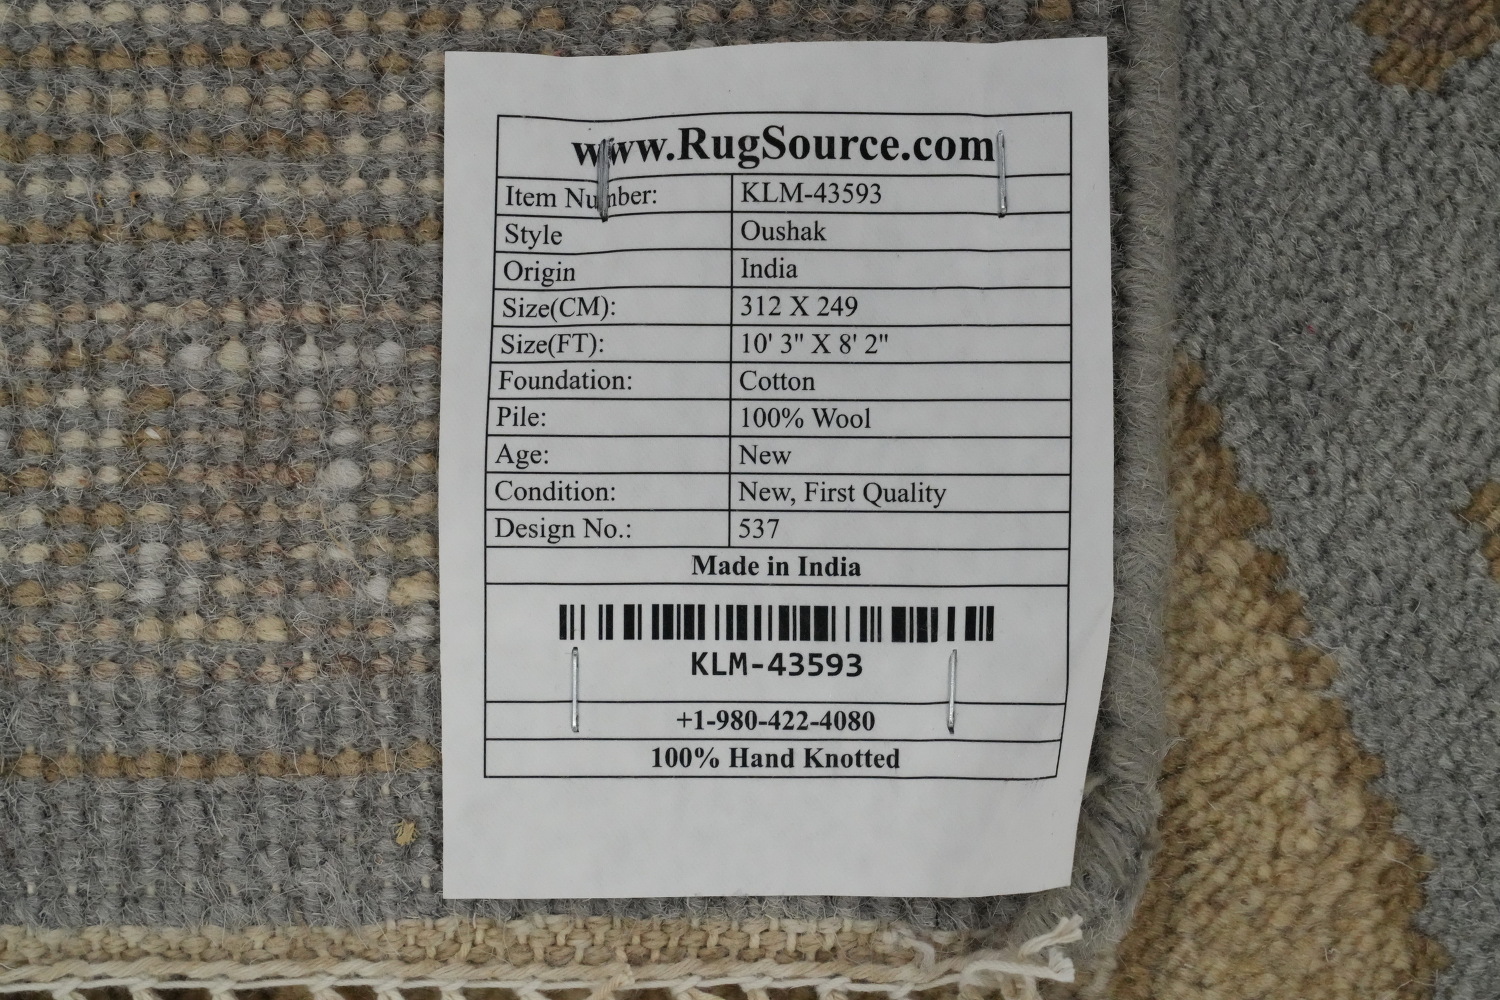 www.RugSource.com
Item Number: KLM-43593
Style Oushak
Origin India
Size(CM): 312 X 249
Size(FT): 10' 3" X 8' 2"
Foundation: Cotton
Pile: 100% Wool
Age: New
Condition: New, First Quality
Design No.: 537
Made in India
KLM-43593
+1-980-422-4080
100% Hand Knotted